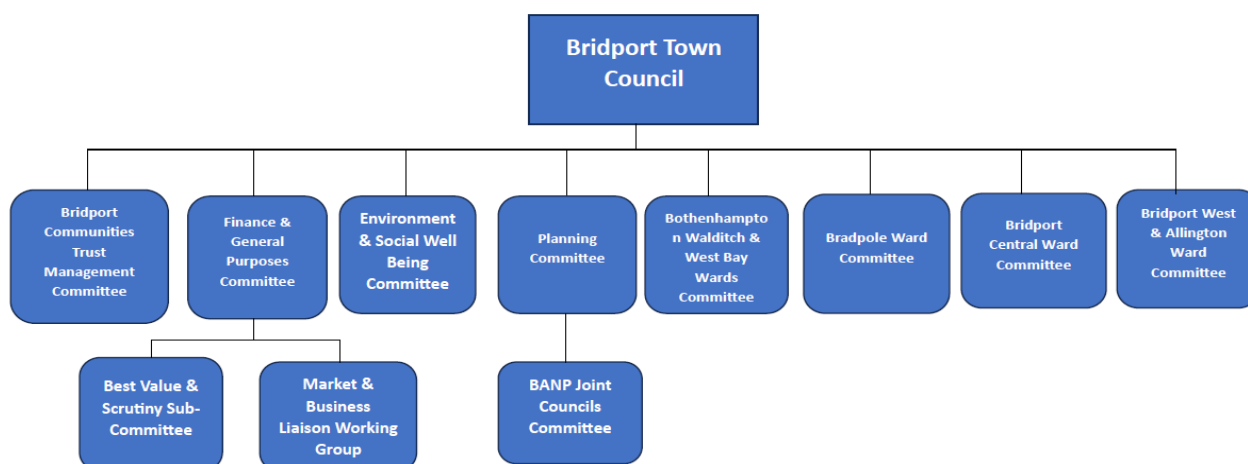 Bridport Town
Council
Bridport
Communities
Trust
Management
Committee
Finance &
General
Purposes
Committee
Environment
& Social Well
Being
Committee
Planning
Committee
Bothenhampto
n Walditch &
West Bay
Wards
Committee
Bradpole Ward
Committee
Bridport
Central Ward
Committee
Bridport West
& Allington
Ward
Committee
Best Value &
Scrutiny Sub-
Committee
Market &
Business
Liaison Working
Group
BANP Joint
Councils
Committee